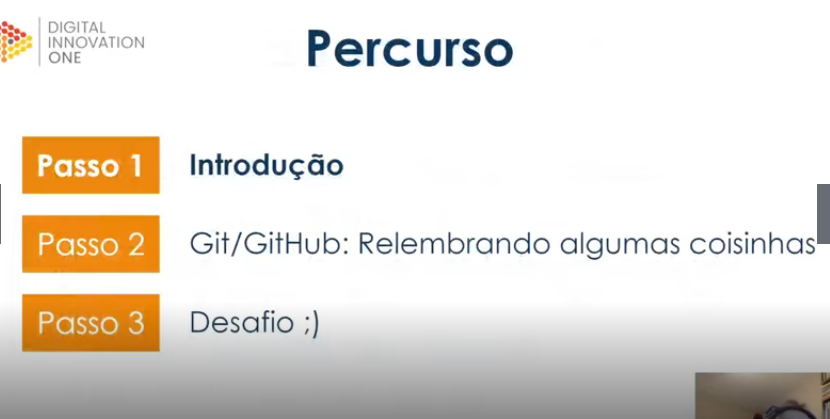 DIGITAL
INNOVATION
ONE
Percurso
Passo 1 Introdução
Passo 2 Git/GitHub: Relembrando algumas coisinhas
Passo 3 Desafio ;)